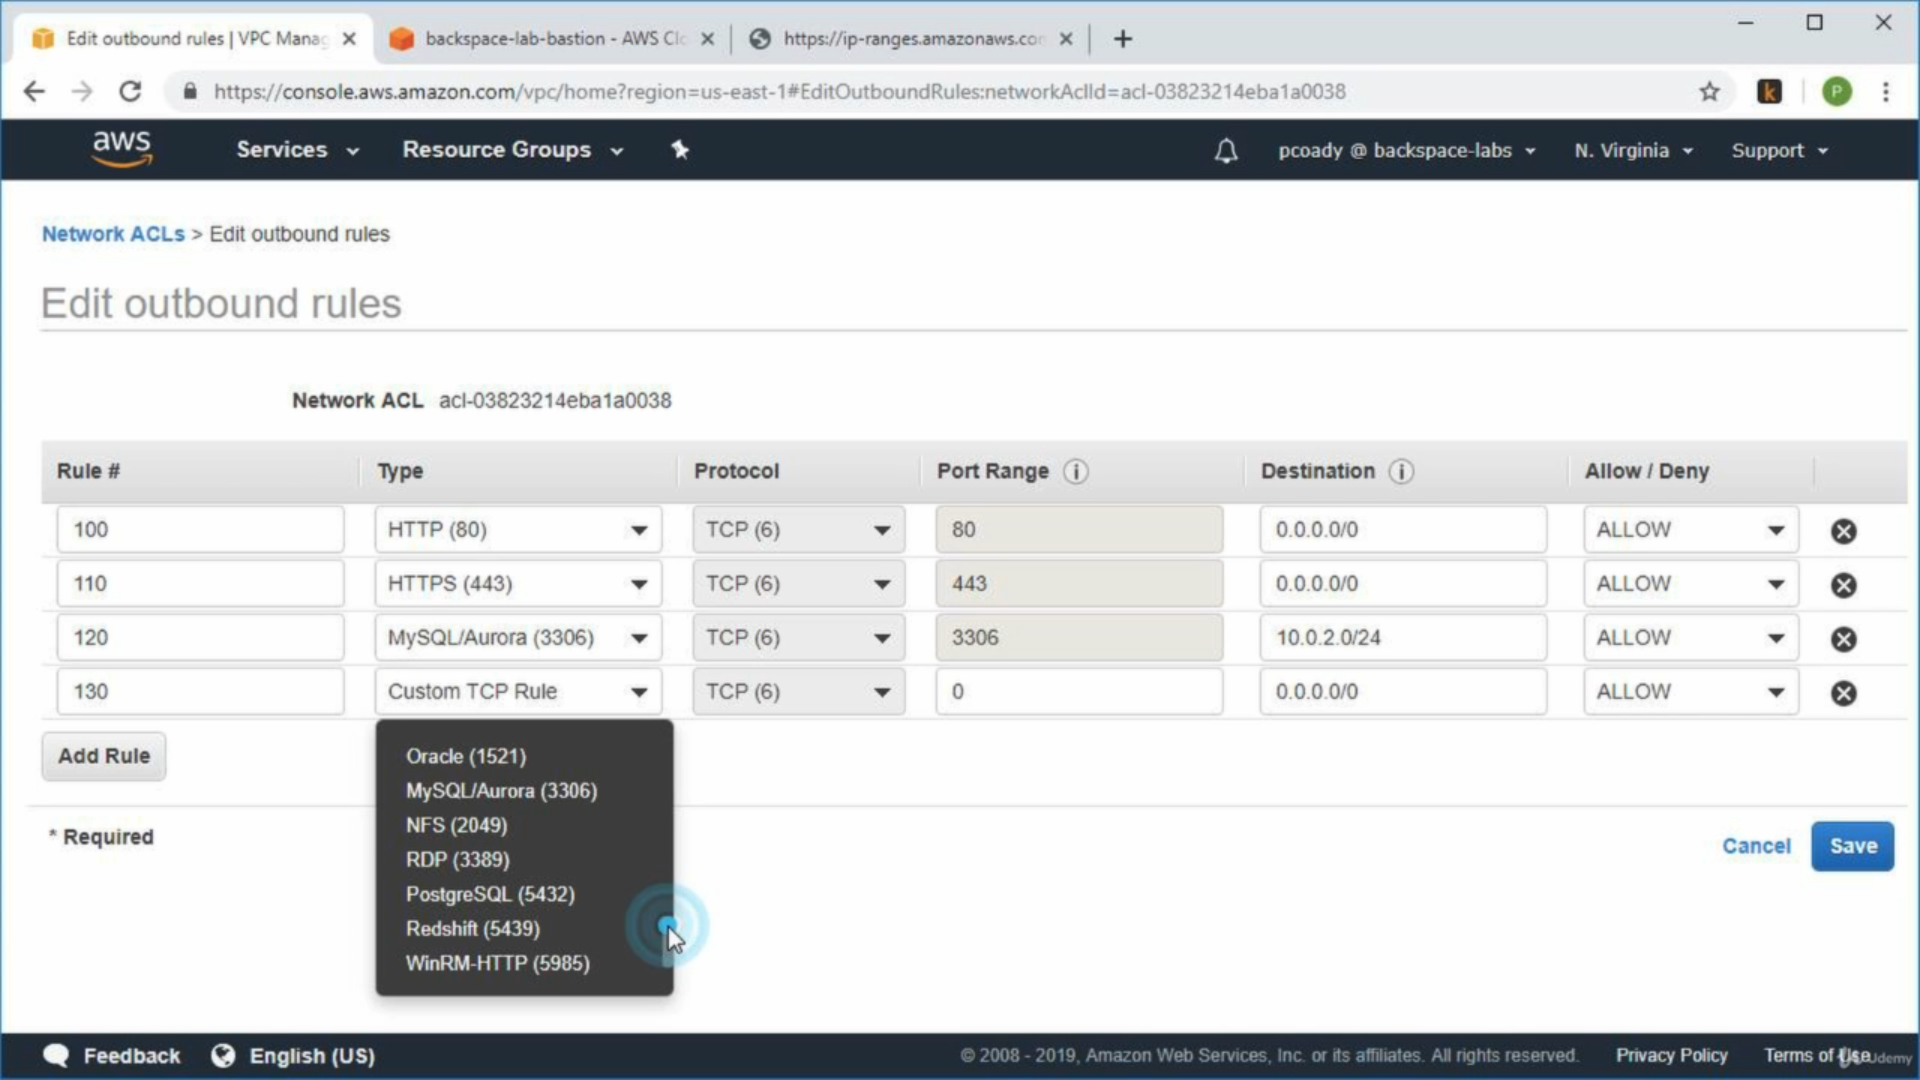 Edit outbound rules | VPC Manag
backspace-lab-bastion - AWS Clo
https://ip-ranges.amazonaws.com
https://console.aws.amazon.com/vpc/home?region=us-east-1#EditOutboundRules:networkAclId=acl-03823214eba1a0038
k
P
aws
Services
Resource Groups
pcoady @ backspace-labs
N. Virginia
Support
Network ACLs > Edit outbound rules
Edit outbound rules
Network ACL acl-03823214eba1a0038
Rule # Type Protocol Port Range i Destination i Allow / Deny
100 HTTP (80) TCP (6) 80 0.0.0.0/0 ALLOW
110 HTTPS (443) TCP (6) 443 0.0.0.0/0 ALLOW
120 MySQL/Aurora (3306) TCP (6) 3306 10.0.2.0/24 ALLOW
130 Custom TCP Rule TCP (6) 0 0.0.0.0/0 ALLOW
Add Rule
Oracle (1521)
MySQL/Aurora (3306)
NFS (2049)
RDP (3389)
PostgreSQL (5432)
Redshift (5439)
WinRM-HTTP (5985)
* Required
Cancel
Save
Feedback
English (US)
© 2008 - 2019, Amazon Web Services, Inc. or its affiliates. All rights reserved.
Privacy Policy
Terms of Use
Udemy